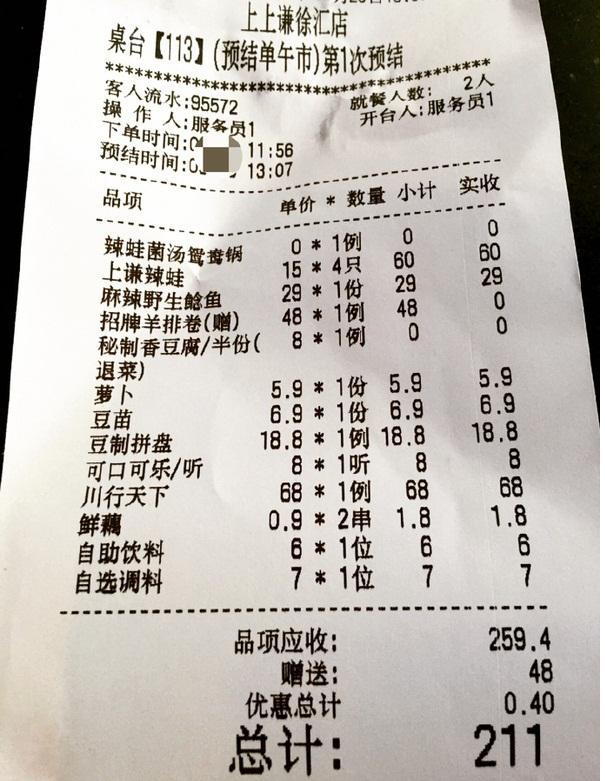 上上谦徐汇店
桌台【113】(预结单午市)第1次预结
客人流水:95572 就餐人数: 2人
操 作 人:服务员1 开台人:服务员1
下单时间: 11:56
预结时间: 13:07
品项 单价 * 数量 小计 实收
辣蛙菌汤鸳鸯锅 0 * 1例 0 0
上谦辣蛙 15 * 4只 60 60
麻辣野生鲶鱼 29 * 1份 29 29
招牌羊排卷(赠) 48 * 1例 48 0
秘制香豆腐/半份( 8 * 1例 0 0
退菜)
萝卜 5.9 * 1份 5.9 5.9
豆苗 6.9 * 1份 6.9 6.9
豆制拼盘 18.8 * 1例 18.8 18.8
可口可乐/听 8 * 1听 8 8
川行天下 68 * 1例 68 68
鲜藕 0.9 * 2串 1.8 1.8
自助饮料 6 * 1位 6 6
自选调料 7 * 1位 7 7
品项应收: 259.4
赠送: 48
优惠总计 0.40
总计: 211